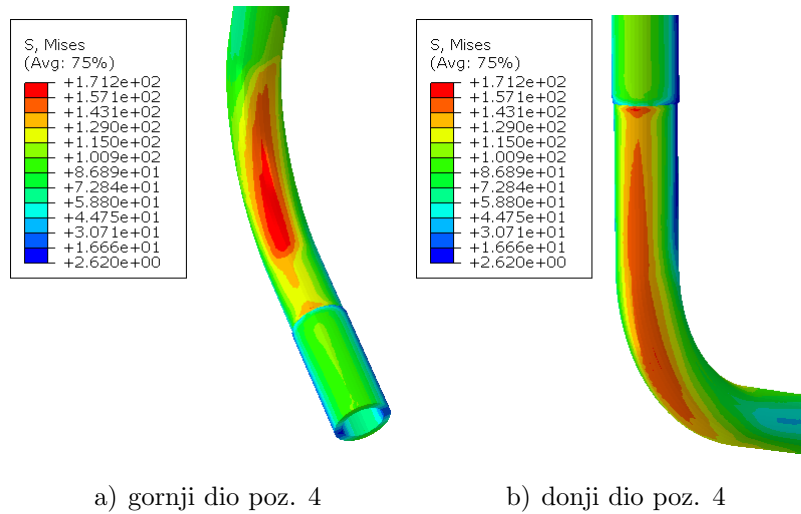 S, Mises
(Avg: 75%)
+1.712e+02
+1.571e+02
+1.431e+02
+1.290e+02
+1.150e+02
+1.009e+02
+8.689e+01
+7.284e+01
+5.880e+01
+4.475e+01
+3.071e+01
+1.666e+01
+2.620e+00
S, Mises
(Avg: 75%)
+1.712e+02
+1.571e+02
+1.431e+02
+1.290e+02
+1.150e+02
+1.009e+02
+8.689e+01
+7.284e+01
+5.880e+01
+4.475e+01
+3.071e+01
+1.666e+01
+2.620e+00
a) gornji dio poz. 4
b) donji dio poz. 4